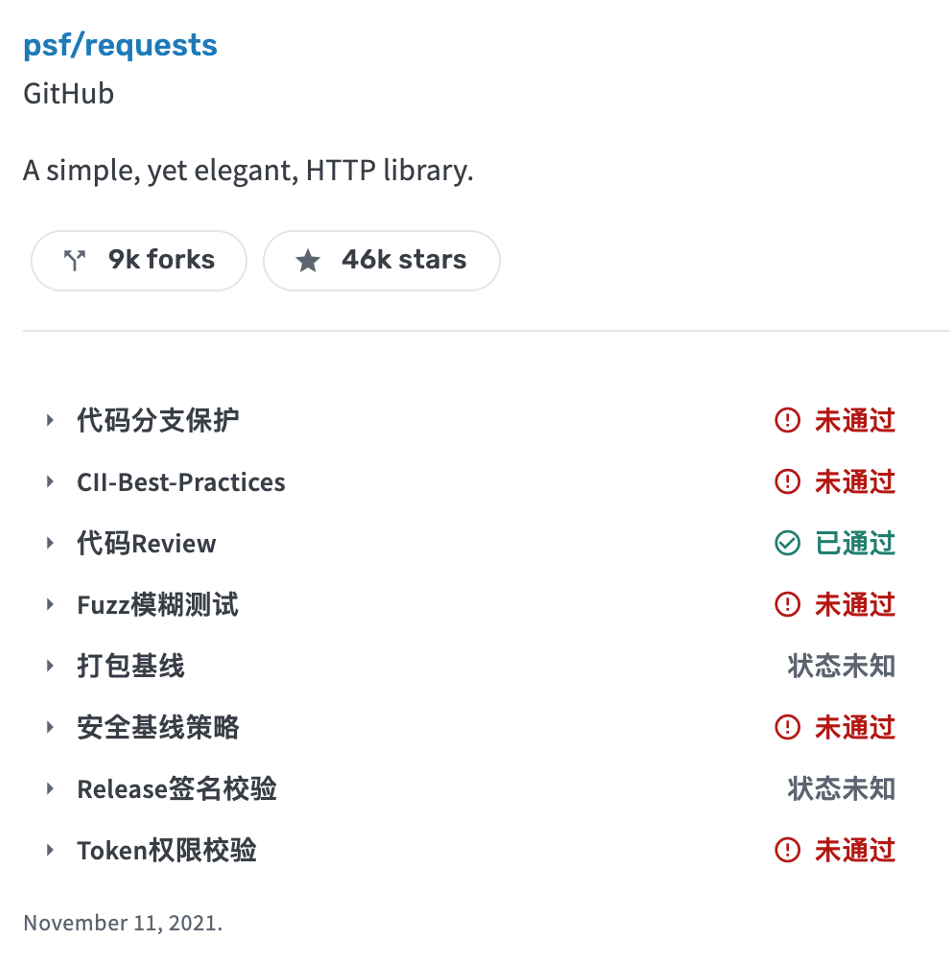 psf/requests
GitHub
A simple, yet elegant, HTTP library.
9k forks 46k stars
代码分支保护 未通过
CII-Best-Practices 未通过
代码Review 已通过
Fuzz模糊测试 未通过
打包基线 状态未知
安全基线策略 未通过
Release签名校验 状态未知
Token权限校验 未通过
November 11, 2021.